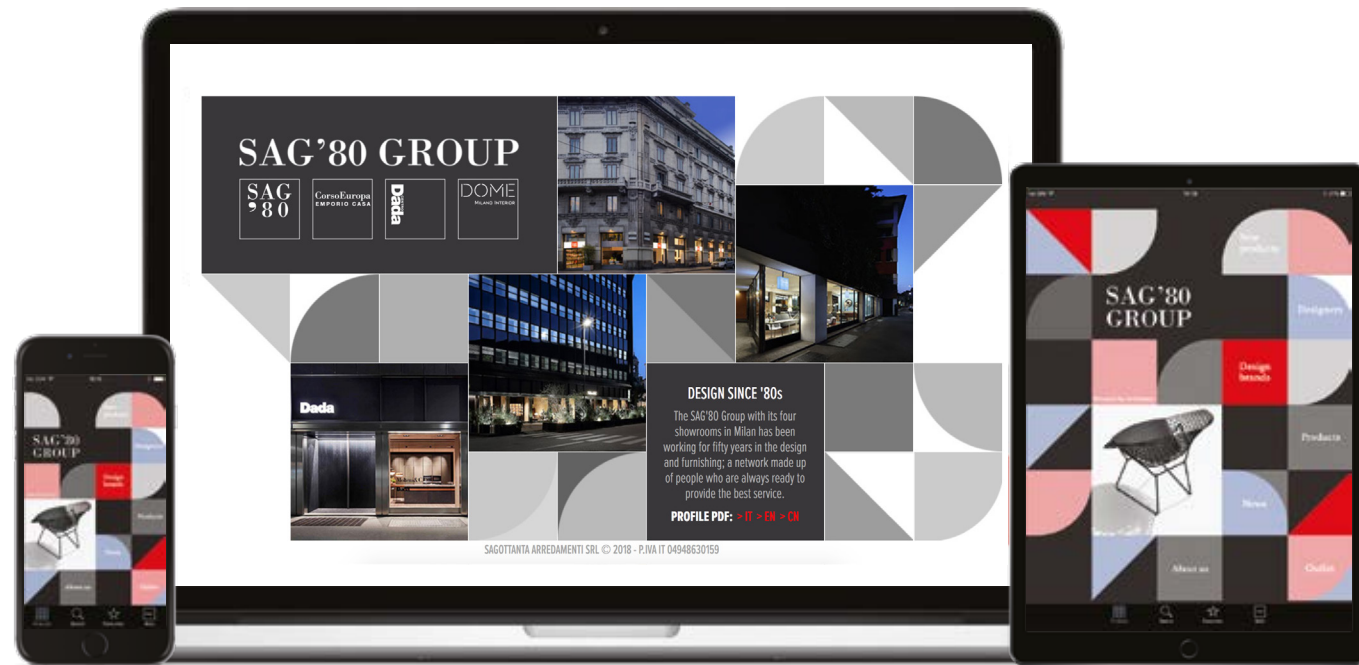 SAG’80 GROUP
SAG
’80
CorsoEuropa
EMPORIO CASA
Dada
DOME
MILANO INTERIOR
Dada
DESIGN SINCE '80s
The SAG'80 Group with its four
showrooms in Milan has been
working for fifty years in the design
and furnishing; a network made up
of people who are always ready to
provide the best service.
PROFILE PDF: > IT > EN > CN
SAGOTTANTA ARREDAMENTI SRL © 2018 - P.IVA IT 04948630159
SAG’80
GROUP
New
products
Designers
Design
brands
Products
News
About us
Outlet
SAG’80
GROUP
New
products
Designers
Design
brands
Products
News
About us
Outlet